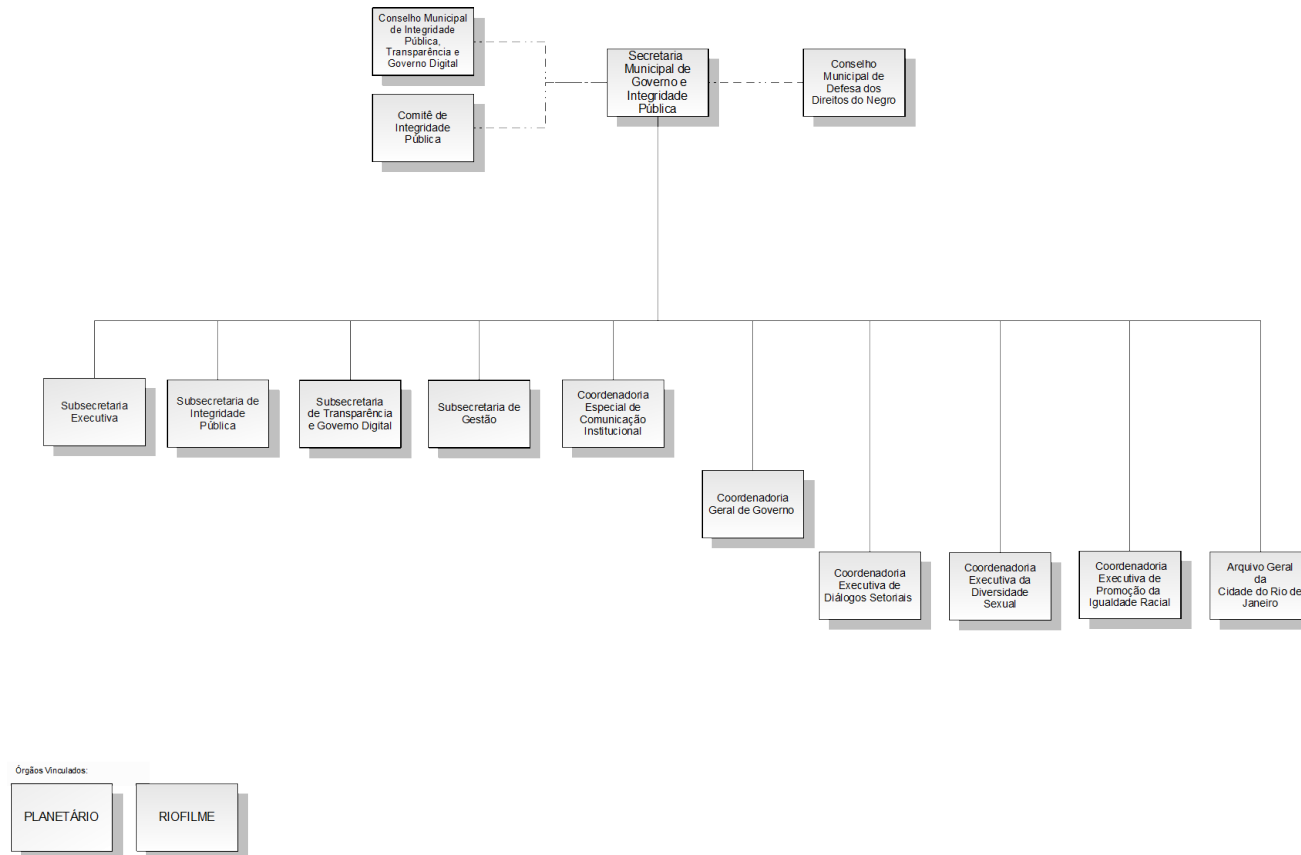 Conselho Municipal
de Integridade
Pública,
Transparência e
Governo Digital
Comitê de
Integridade
Pública
Secretaria
Municipal de
Governo e
Integridade
Pública
Conselho
Municipal de
Defesa dos
Direitos do Negro
Subsecretaria
Executiva
Subsecretaria de
Integridade
Pública
Subsecretaria
de Transparência
e Governo Digital
Subsecretaria de
Gestão
Coordenadoria
Especial de
Comunicação
Institucional
Coordenadoria
Geral de Governo
Coordenadoria
Executiva de
Diálogos Setoriais
Coordenadoria
Executiva da
Diversidade
Sexual
Coordenadoria
Executiva de
Promoção da
Igualdade Racial
Arquivo Geral
da
Cidade do Rio de
Janeiro
Órgãos Vinculados:
PLANETÁRIO
RIOFILME